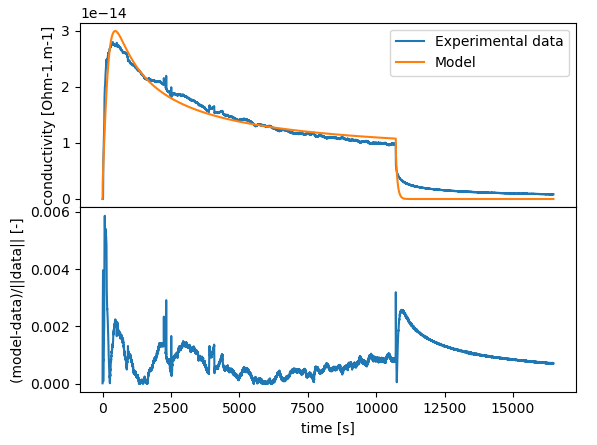 1e−14
3
2
1
0
conductivity [Ohm-1.m-1]
Experimental data
Model
0.006
0.004
0.002
0.000
(model-data)/||data|| [-]
0
2500
5000
7500
10000
12500
15000
time [s]